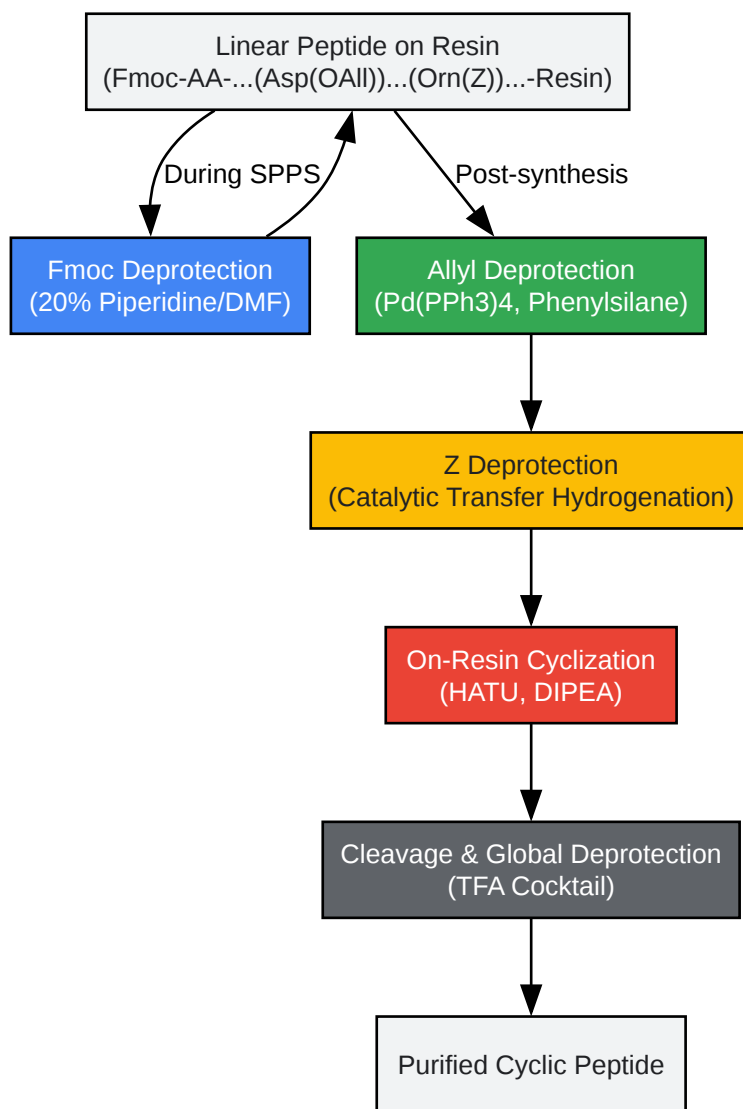 Linear Peptide on Resin
(Fmoc-AA-...(Asp(OAll))...(Orn(Z))...-Resin)
During SPPS
Post-synthesis
Fmoc Deprotection
(20% Piperidine/DMF)
Allyl Deprotection
(Pd(PPh3)4, Phenylsilane)
Z Deprotection
(Catalytic Transfer Hydrogenation)
On-Resin Cyclization
(HATU, DIPEA)
Cleavage & Global Deprotection
(TFA Cocktail)
Purified Cyclic Peptide